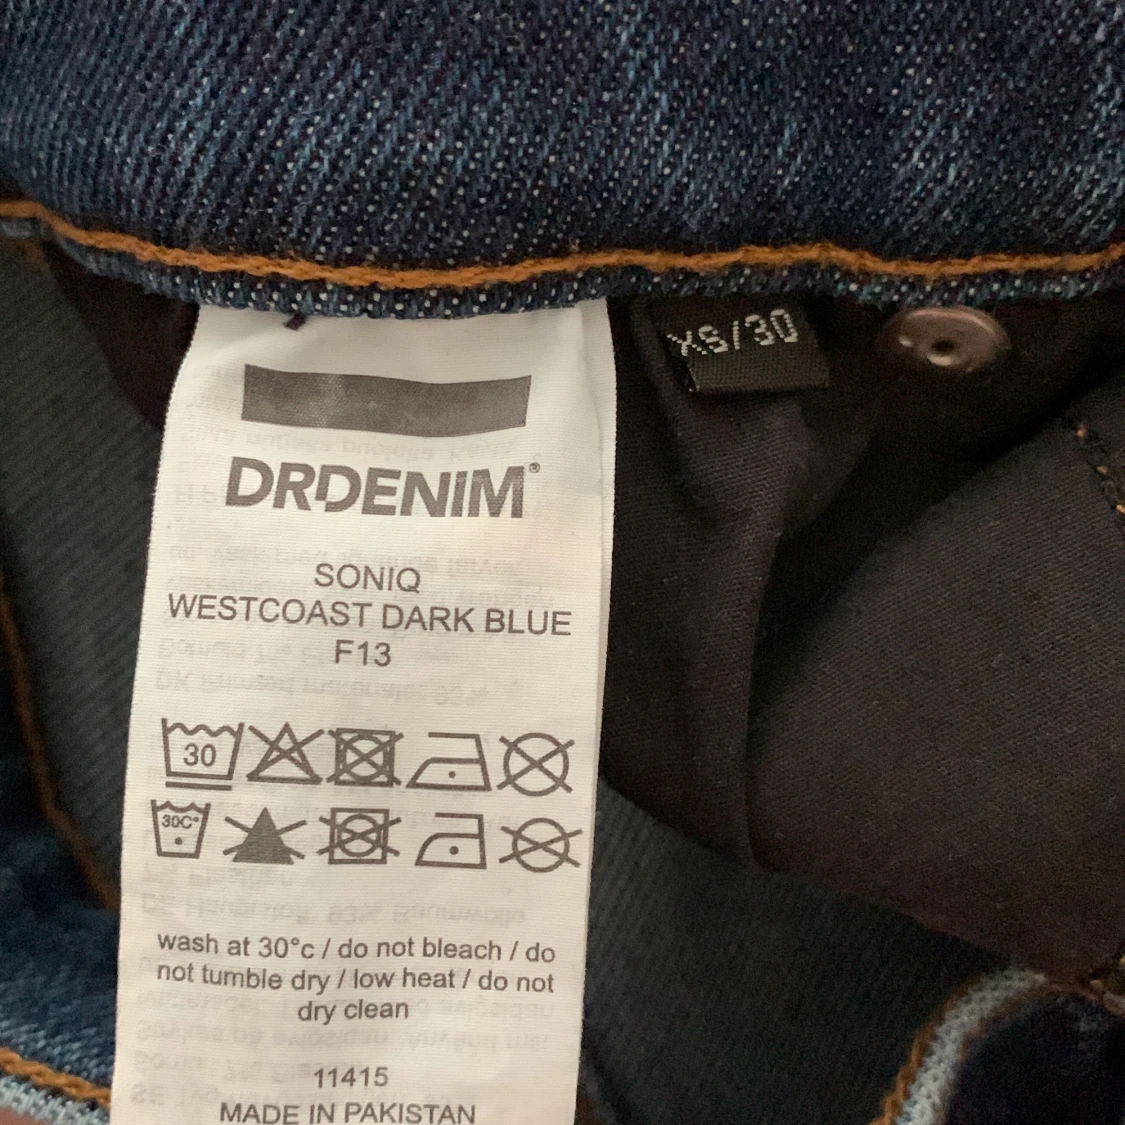 XS/30
DRDENIM®
SONIQ
WESTCOAST DARK BLUE
F13
30
30C°
wash at 30°c / do not bleach / do
not tumble dry / low heat / do not
dry clean
11415
MADE IN PAKISTAN